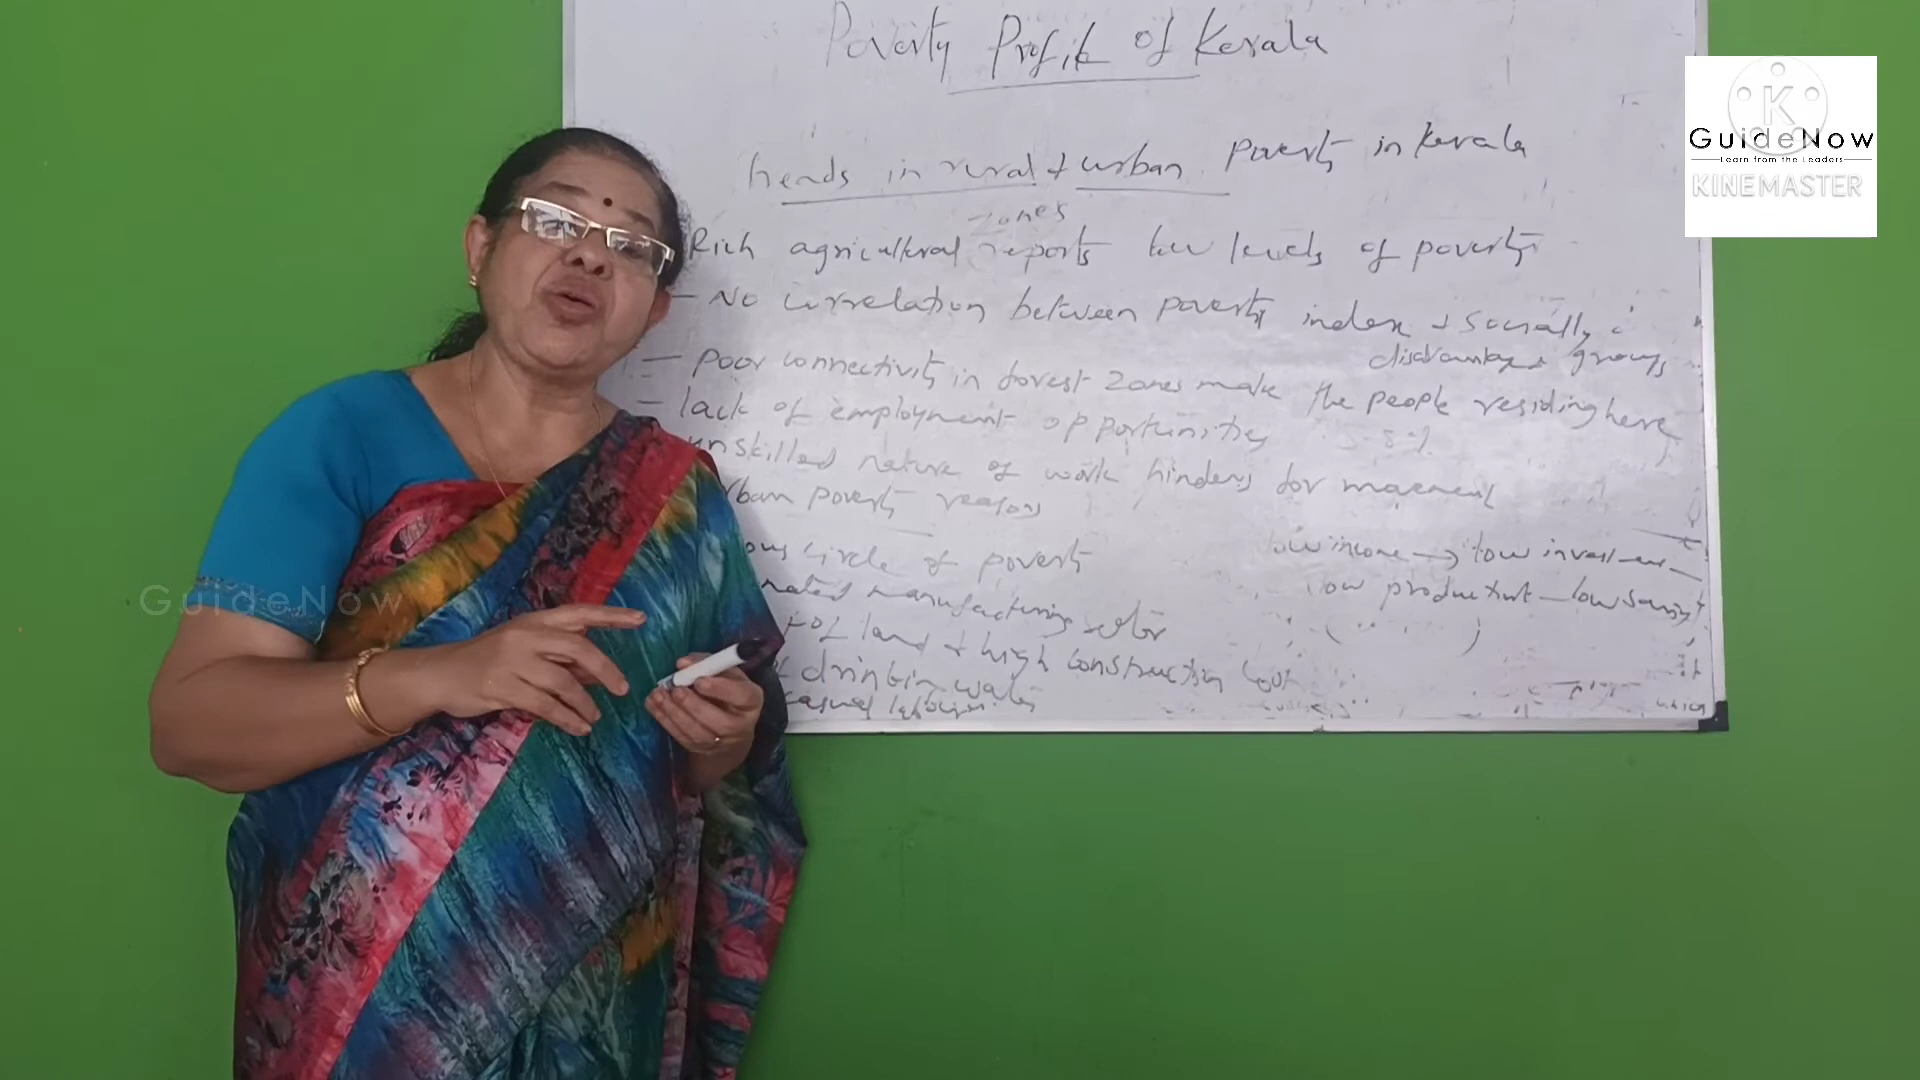 Poverty Profile of Kerala
trends in rural + urban poverty in Kerala
zones
Rich agricultural reports low levels of poverty
- No correlation between poverty index + socially
disadvantage groups
- poor connectivity in forest zones make the people residing here
- lack of employment opportunities
unskilled nature of work hinders for
urban poverty reasons
circle of poverty
low income → low investment
manufacturing sector
low productivity - low saving
of land + high construction cost
drinking water
casual
GuideNow
Learn from the Leaders
KINEMASTER
GuideNow